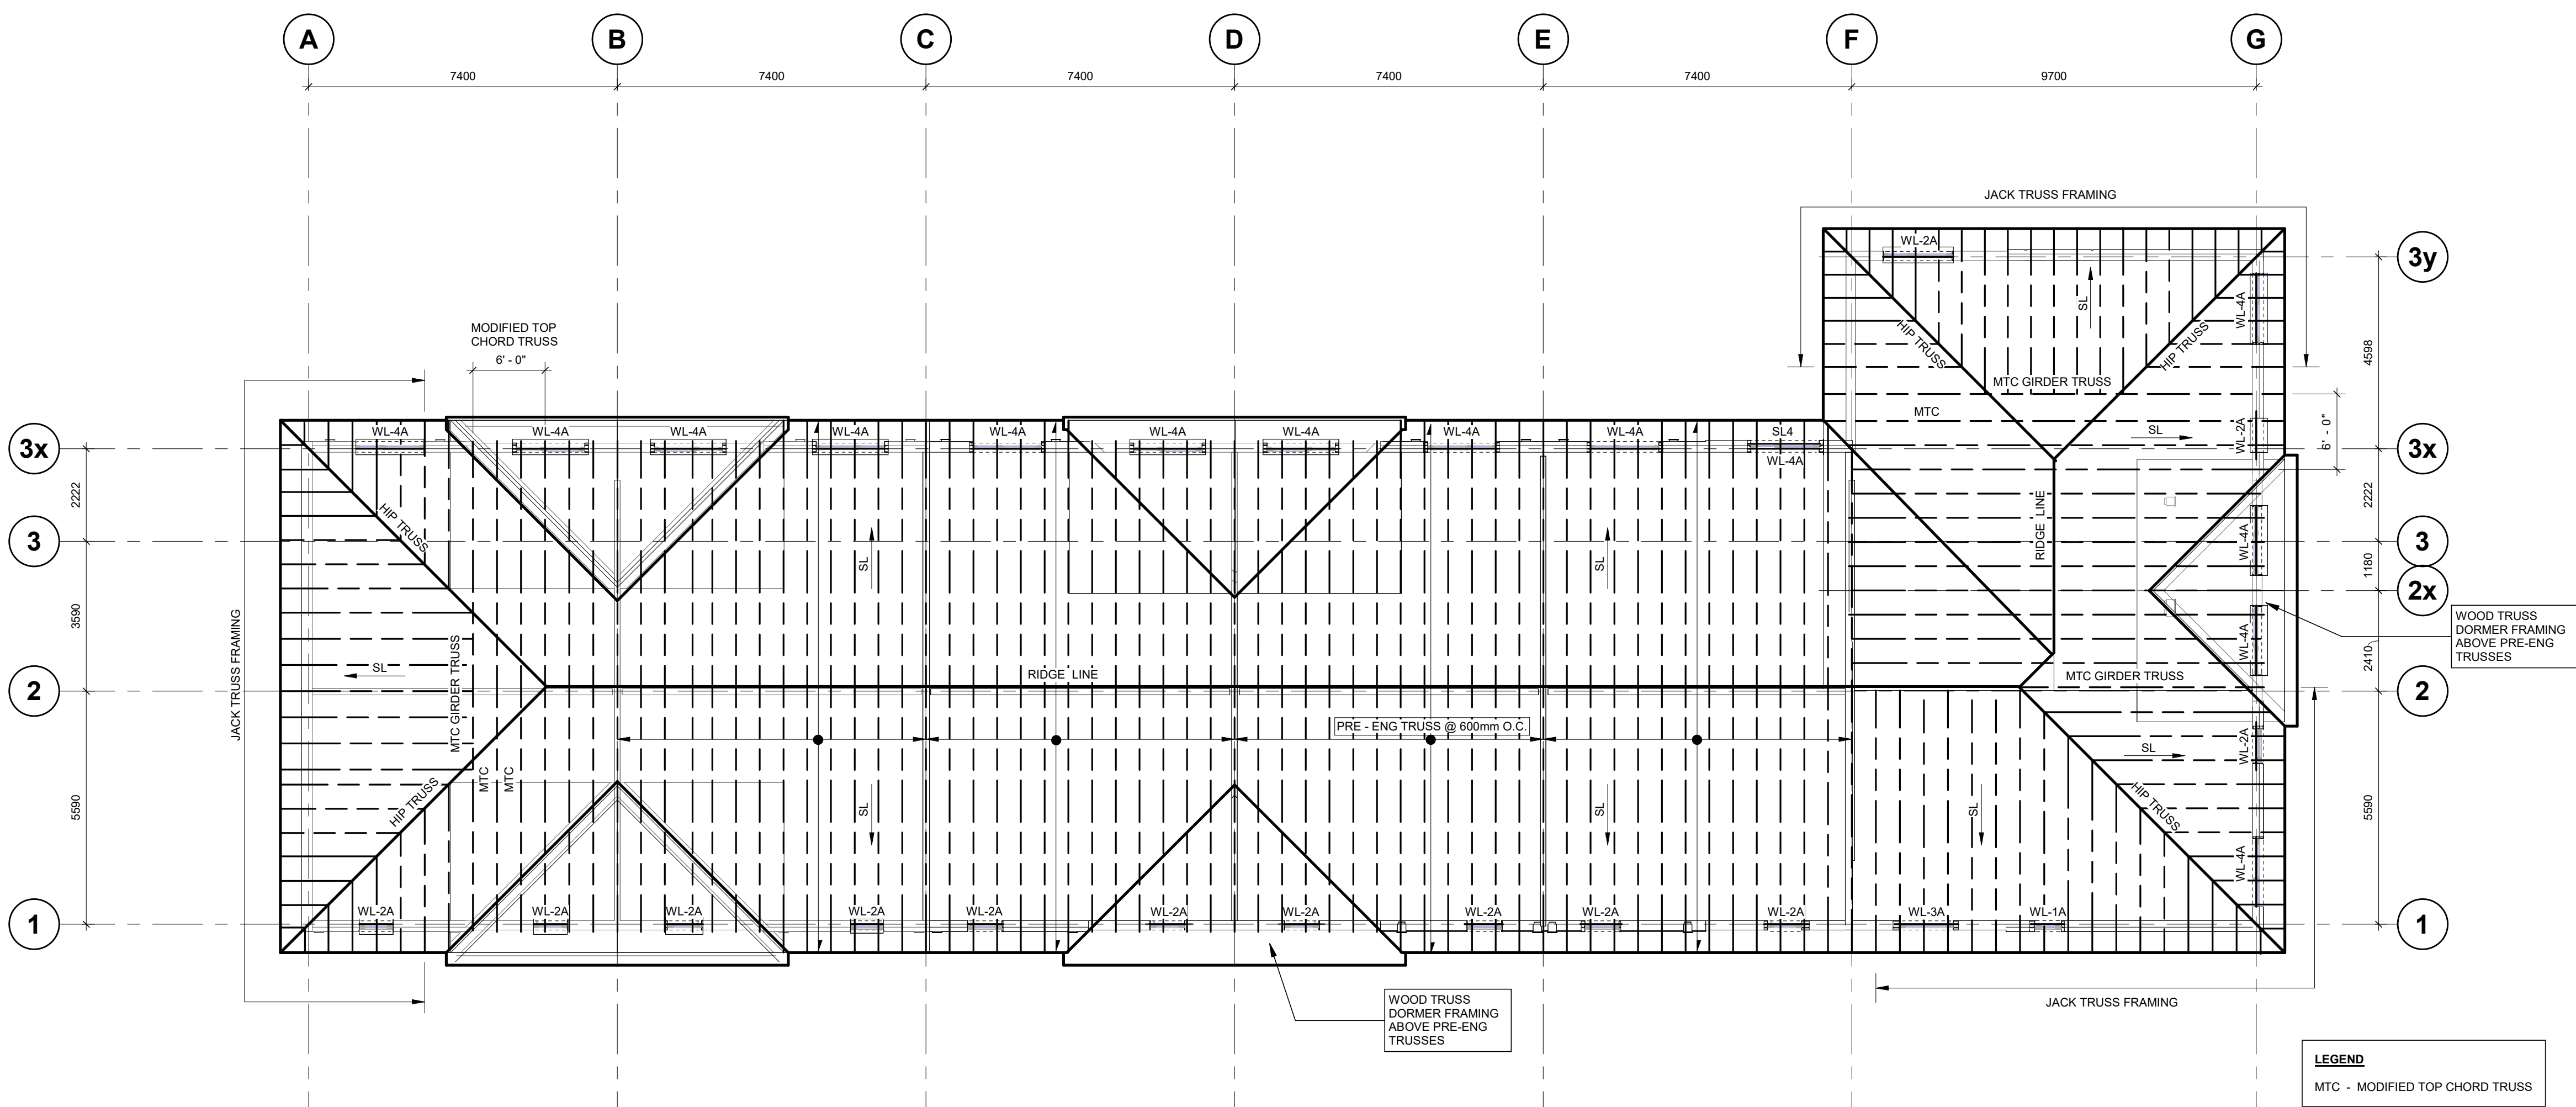 A
B
C
D
E
F
G
7400
7400
7400
7400
7400
9700
JACK TRUSS FRAMING
WL-2A
3y
SL
WL-4A
HIP TRUSS
HIP TRUSS
4598
MODIFIED TOP
CHORD TRUSS
6' - 0"
MTC GIRDER TRUSS
MTC
SL
WL-2A
6' - 0"
3x
WL-4A
WL-4A
WL-4A
WL-4A
WL-4A
WL-4A
WL-4A
WL-4A
WL-4A
SL4
WL-4A
3x
2222
HIP TRUSS
SL
SL
RIDGE LINE
WL-4A
2222
3
3
1180
2x
3590
JACK TRUSS FRAMING
SL
MTC GIRDER TRUSS
RIDGE LINE
MTC GIRDER TRUSS
WL-4A
2410
WOOD TRUSS
DORMER FRAMING
ABOVE PRE-ENG
TRUSSES
2
2
PRE - ENG TRUSS @ 600mm O.C.
SL
WL-2A
MTC
MTC
HIP TRUSS
SL
SL
SL
HIP TRUSS
5590
5590
WL-4A
1
WL-2A
WL-2A
WL-2A
WL-2A
WL-2A
WL-2A
WL-2A
WL-2A
WL-2A
WL-2A
WL-3A
WL-1A
1
WOOD TRUSS
DORMER FRAMING
ABOVE PRE-ENG
TRUSSES
JACK TRUSS FRAMING
LEGEND
MTC - MODIFIED TOP CHORD TRUSS